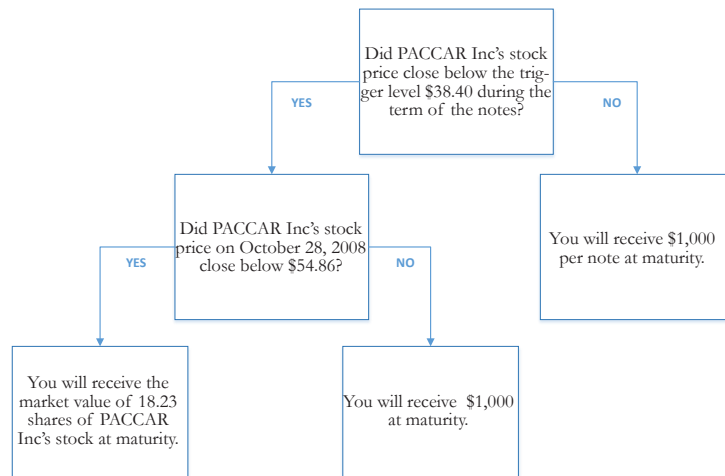 Did PACCAR Inc's stock
price close below the trig-
ger level $38.40 during the
term of the notes?
YES
NO
Did PACCAR Inc's stock
price on October 28, 2008
close below $54.86?
You will receive $1,000
per note at maturity.
YES
NO
You will receive the
market value of 18.23
shares of PACCAR
Inc's stock at maturity.
You will receive $1,000
at maturity.